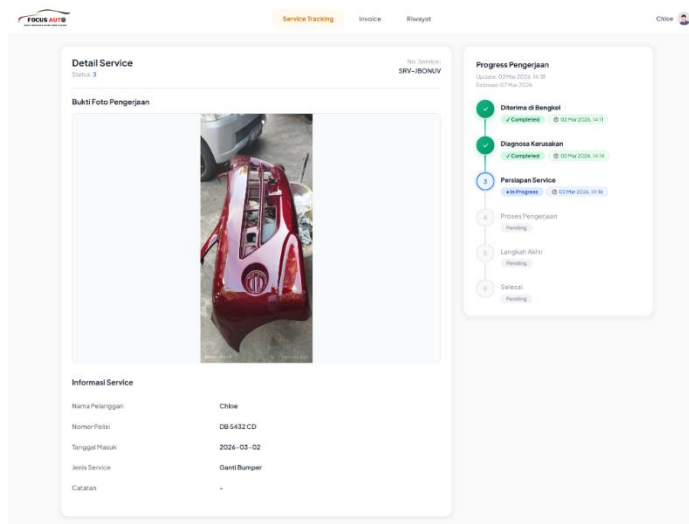 FOCUS AUTO
Service Tracking
Invoice
Riwayat
Chloe
Detail Service
Status 3
No. Service:
SRV-JBONUV
Bukti Foto Pengerjaan
Informasi Service
Nama Pelanggan Chloe
Nomor Polisi DB 5432 CD
Tanggal Masuk 2026-03-02
Jenis Service Ganti Bumper
Catatan -
Progress Pengerjaan
Update: 02 Mar 2026, 14:18
Estimasi: 07 Mar 2026
Diterima di Bengkel
✓ Completed 02 Mar 2026, 14:11
Diagnosa Kerusakan
✓ Completed 02 Mar 2026, 14:14
3 Persiapan Service
• In Progress 02 Mar 2026, 14:18
4 Proses Pengerjaan
Pending
5 Langkah Akhir
Pending
6 Selesai
Pending